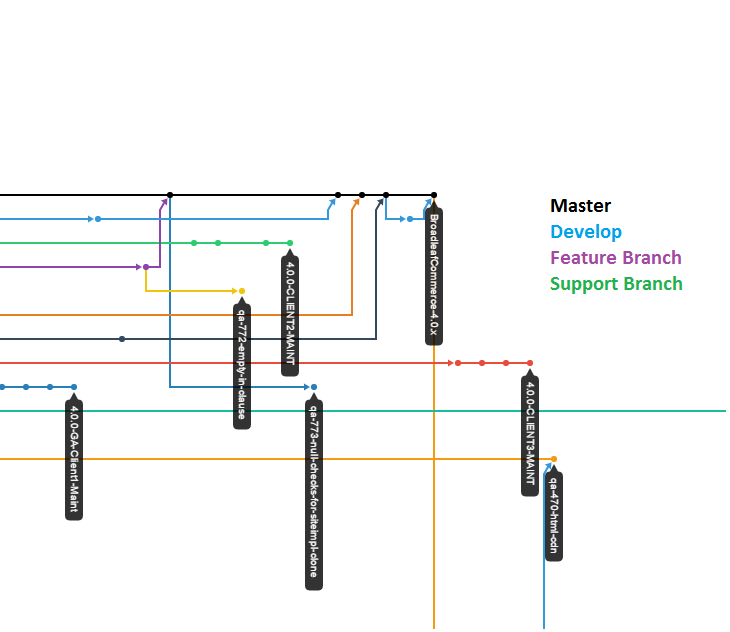 Master
Develop
Feature Branch
Support Branch
BroadleafCommerce-4.0.x
4.0.0-CLIENT2-MAINT
qa-772-empty-in-clause
4.0.0-CLIENT3-MAINT
4.0.0-GA-Client1-Maint
qa-773-null-checks-for-siteimpl-clone
qa-470-html-cdn